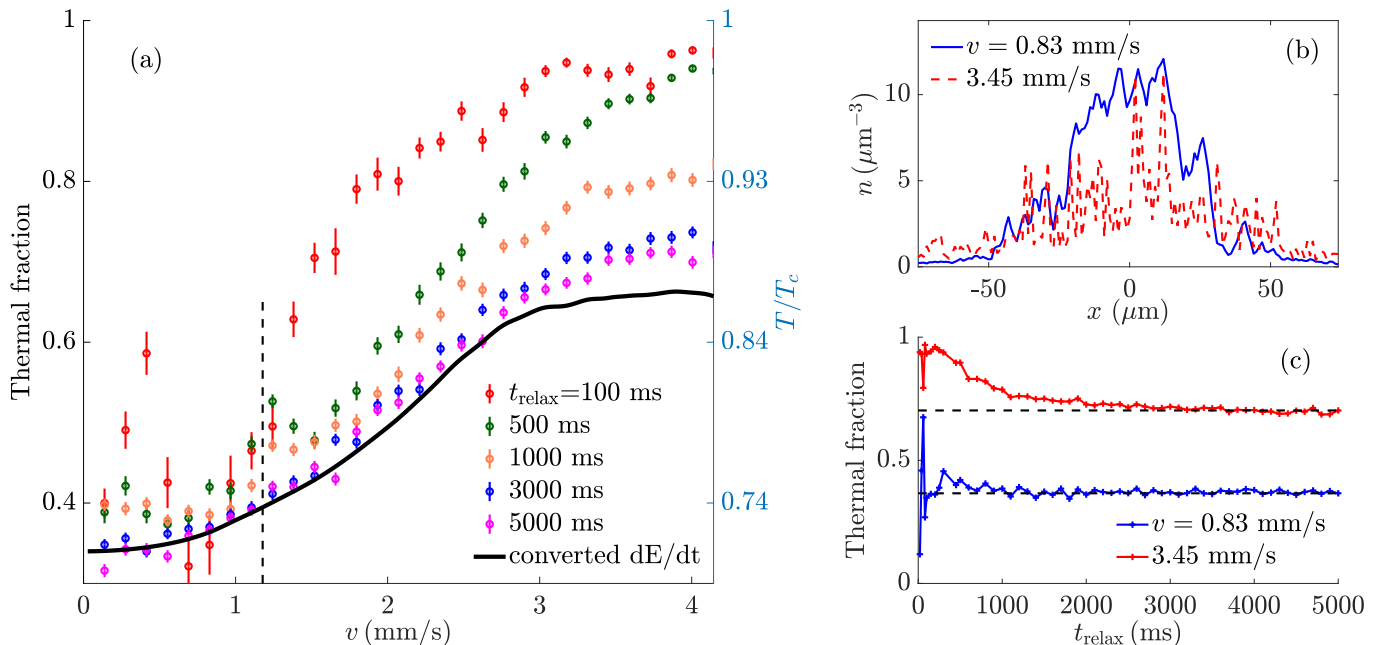 (a)
1
0.8
0.6
0.4
Thermal fraction
0
1
2
3
4
v (mm/s)
1
0.93
0.84
0.74
T/T_c
t_relax=100 ms
500 ms
1000 ms
3000 ms
5000 ms
converted dE/dt
(b)
v = 0.83 mm/s
3.45 mm/s
10
5
0
n (μm⁻³)
-50
0
50
x (μm)
(c)
1
0.5
0
Thermal fraction
v = 0.83 mm/s
3.45 mm/s
0
1000
2000
3000
4000
5000
t_relax (ms)